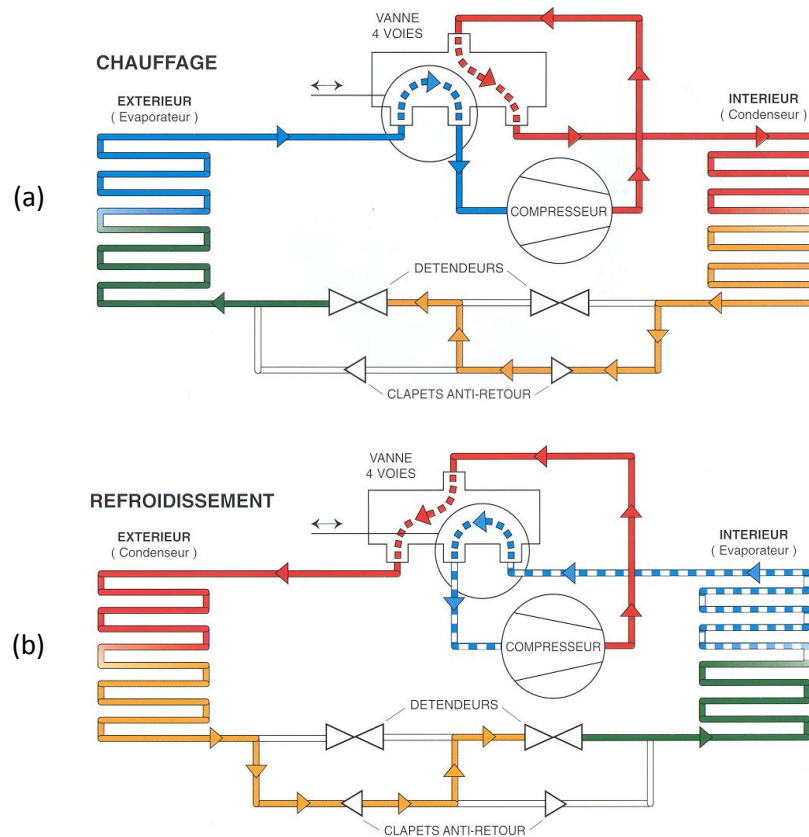 VANNE
4 VOIES
CHAUFFAGE
EXTERIEUR
( Evaporateur )
INTERIEUR
( Condenseur )
(a)
COMPRESSEUR
DETENDEURS
CLAPETS ANTI-RETOUR
VANNE
4 VOIES
REFROIDISSEMENT
EXTERIEUR
( Condenseur )
INTERIEUR
( Evaporateur )
(b)
COMPRESSEUR
DETENDEURS
CLAPETS ANTI-RETOUR